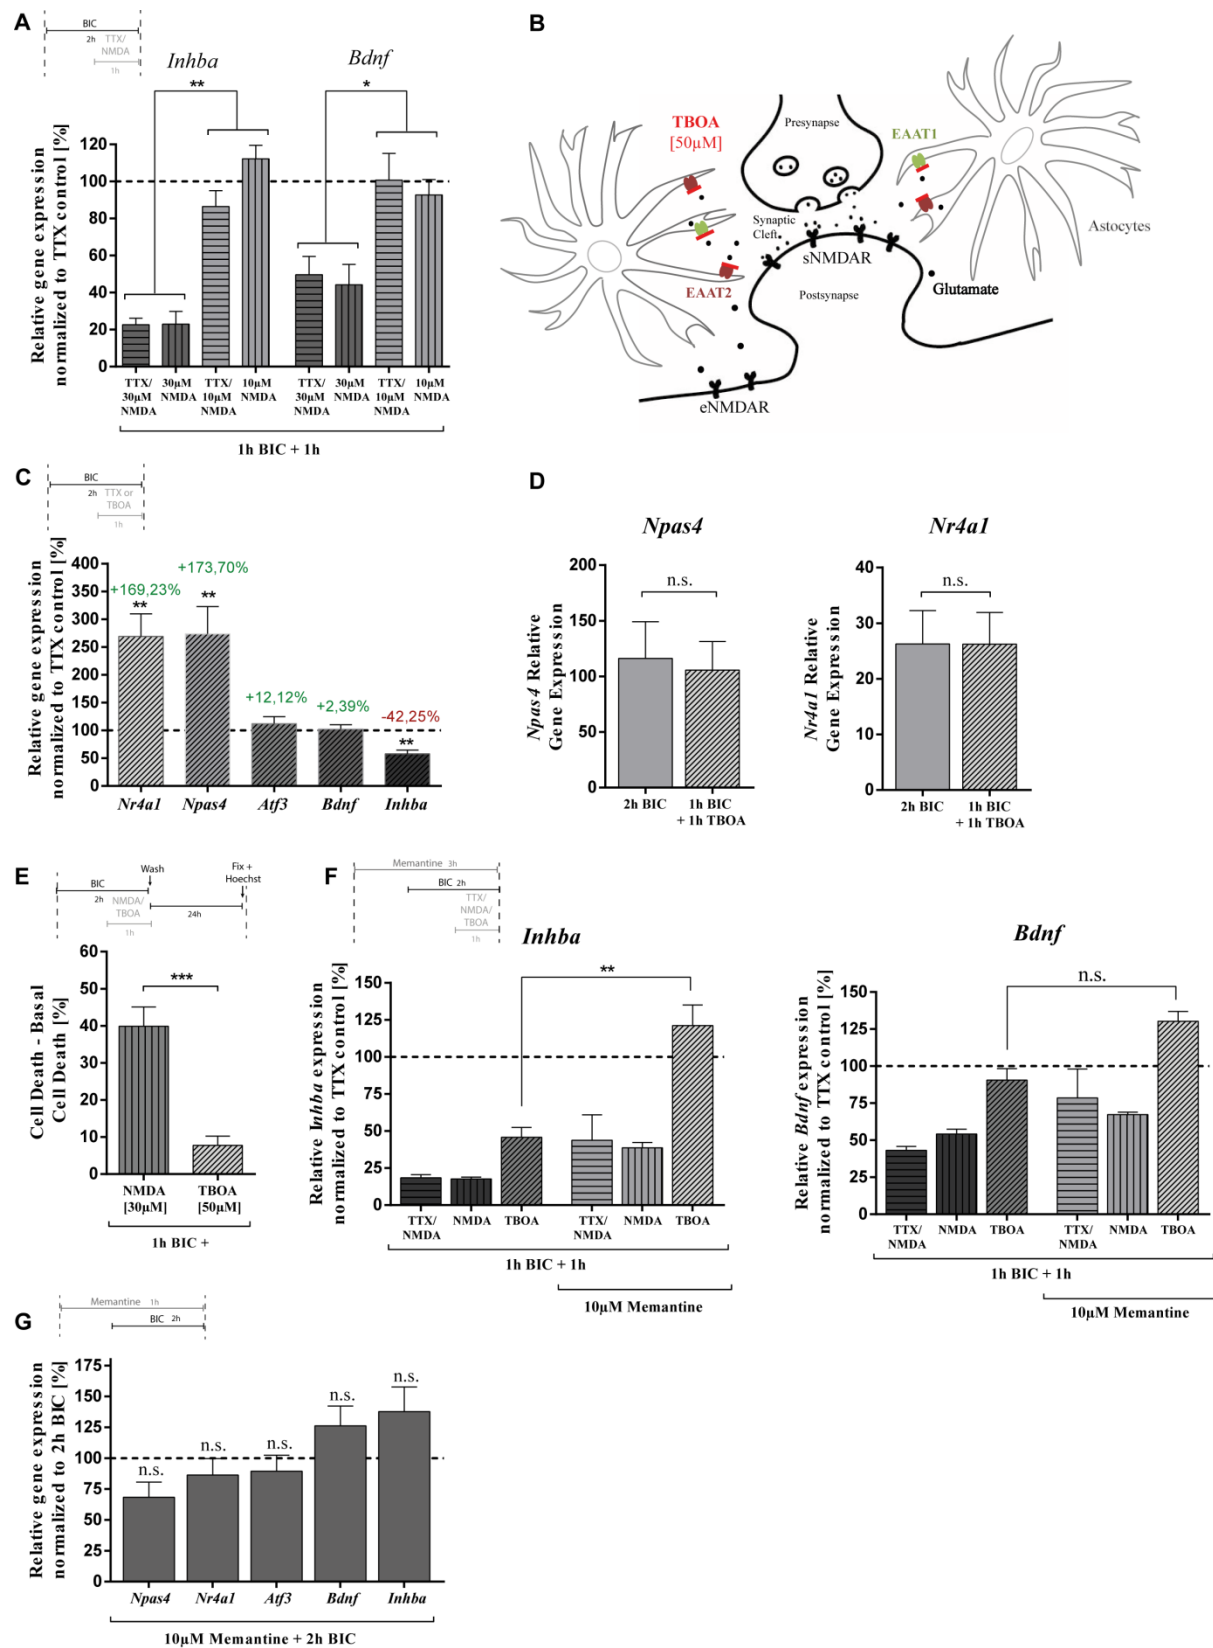 A
BIC
2h TTX/
NMDA
1h
Inhba
Bdnf
**
*
Relative gene expression
normalized to TTX control [%]
120
100
80
60
40
20
0
TTX/
30μM
NMDA
30μM
NMDA
TTX/
10μM
NMDA
10μM
NMDA
TTX/
30μM
NMDA
30μM
NMDA
TTX/
10μM
NMDA
10μM
NMDA
1h BIC + 1h
B
TBOA
[50μM]
Presynapse
EAAT1
Synaptic
Cleft
sNMDAR
Astocytes
EAAT2
Postsynapse
Glutamate
eNMDAR
C
BIC
2h TTX or
TBOA
1h
Relative gene expression
normalized to TTX control [%]
400
350
300
250
200
150
100
50
0
+169,23%
**
+173,70%
**
+12,12%
+2,39%
-42,25%
**
Nr4a1 Npas4 Atf3 Bdnf Inhba
D
Npas4
n.s.
Npas4 Relative
Gene Expression
200
150
100
50
0
2h BIC
1h BIC
+ 1h TBOA
Nr4a1
n.s.
Nr4a1 Relative
Gene Expression
40
30
20
10
0
2h BIC
1h BIC
+ 1h TBOA
E
Wash
Fix +
Hoechst
BIC
2h NMDA/
TBOA
1h
24h
Cell Death - Basal
Cell Death [%]
60
50
40
30
20
10
0
***
NMDA
[30μM]
TBOA
[50μM]
1h BIC +
F
Memantine 3h
BIC 2h
TTX/
NMDA/
TBOA
1h
Inhba
**
Relative Inhba expression
normalized to TTX control [%]
150
125
100
75
50
25
0
TTX/
NMDA
NMDA
TBOA
TTX/
NMDA
NMDA
TBOA
1h BIC + 1h
10μM Memantine
Bdnf
n.s.
Relative Bdnf expression
normalized to TTX control [%]
150
125
100
75
50
25
0
TTX/
NMDA
NMDA
TBOA
TTX/
NMDA
NMDA
TBOA
1h BIC + 1h
10μM Memantine
G
Memantine 1h
BIC 2h
Relative gene expression
normalized to 2h BIC [%]
175
150
125
100
75
50
25
0
n.s.
n.s.
n.s.
n.s.
n.s.
Npas4 Nr4a1 Atf3 Bdnf Inhba
10μM Memantine + 2h BIC